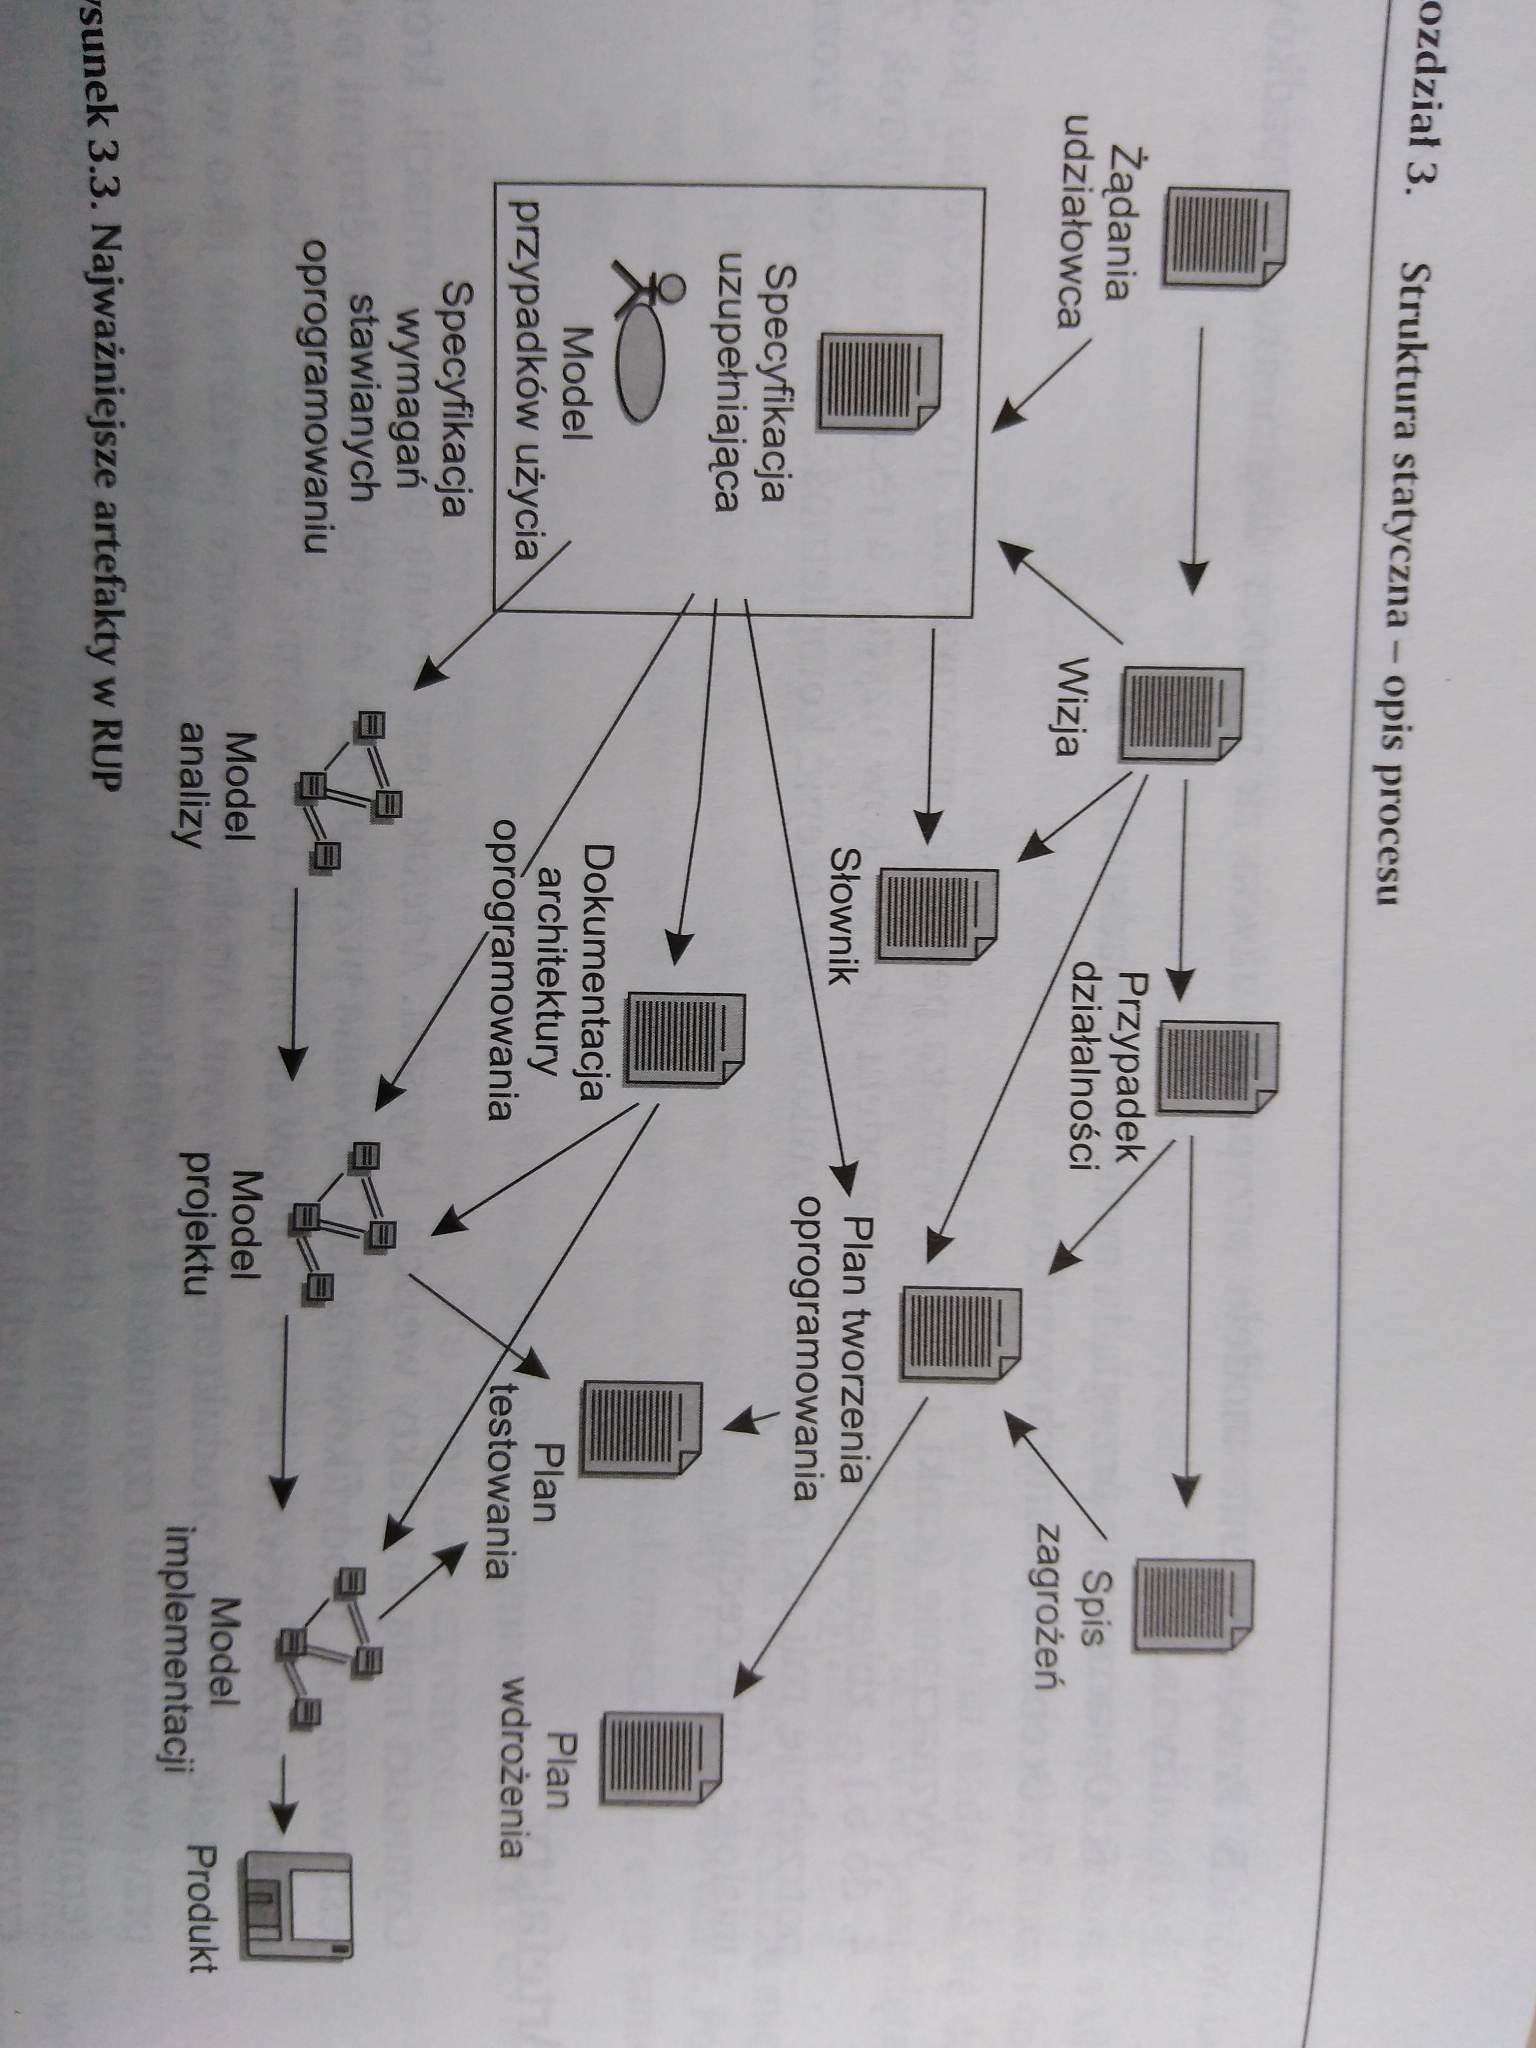 ozdział 3. Struktura statyczna – opis procesu
Żądania
udziałowca
Wizja
Przypadek
działalności
Spis
zagrożeń
Specyfikacja
uzupełniająca
Model
przypadków użycia
Specyfikacja
wymagań
stawianych
oprogramowaniu
Słownik
Plan tworzenia
oprogramowania
Dokumentacja
architektury
oprogramowania
Plan
testowania
Plan
wdrożenia
Model
analizy
Model
projektu
Model
implementacji
Produkt
ysunek 3.3. Najważniejsze artefakty w RUP